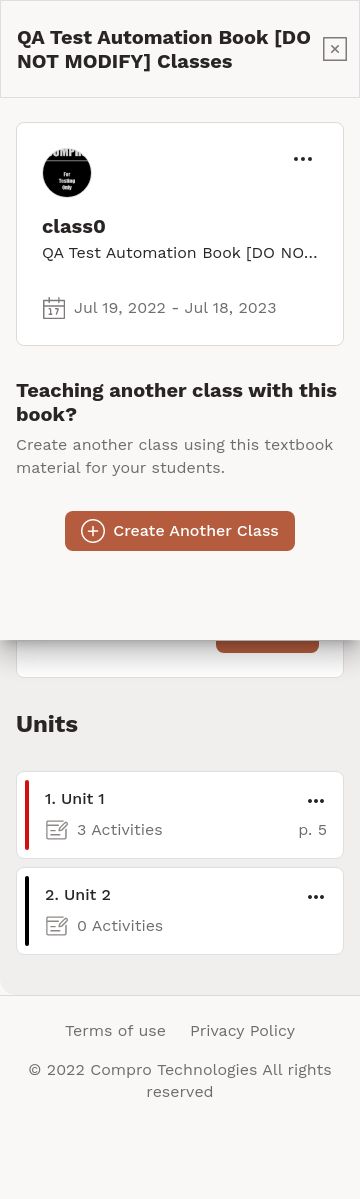 QA Test Automation Book [DO
NOT MODIFY] Classes
For
Testing
Only
class0
QA Test Automation Book [DO NO...
17
Jul 19, 2022 - Jul 18, 2023
Teaching another class with this
book?
Create another class using this textbook
material for your students.
Create Another Class
Units
1. Unit 1
3 Activities
p. 5
2. Unit 2
0 Activities
Terms of use Privacy Policy
© 2022 Compro Technologies All rights
reserved